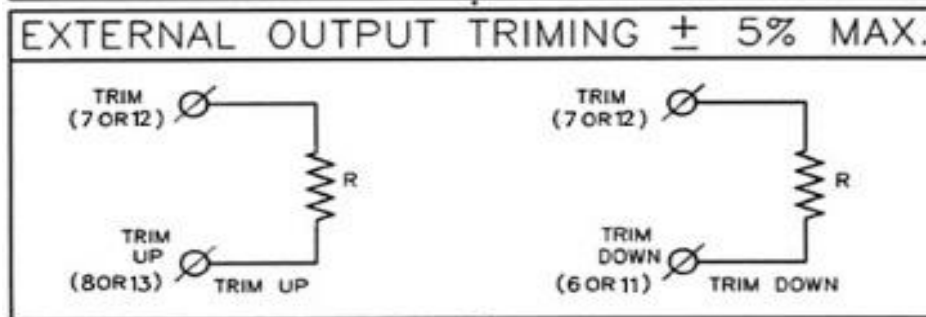 EXTERNAL OUTPUT TRIMING ± 5% MAX.
TRIM
(7 OR 12)
R
TRIM
UP
(8 OR 13)
TRIM UP
TRIM
(7 OR 12)
R
TRIM
DOWN
(6 OR 11)
TRIM DOWN